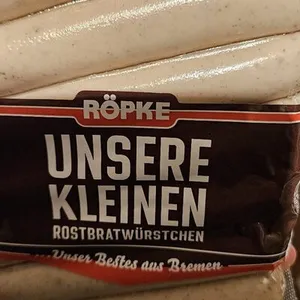 RÖPKE
UNSERE
KLEINEN
ROSTBRATWÜRSTCHEN
Unser Bestes aus Bremen